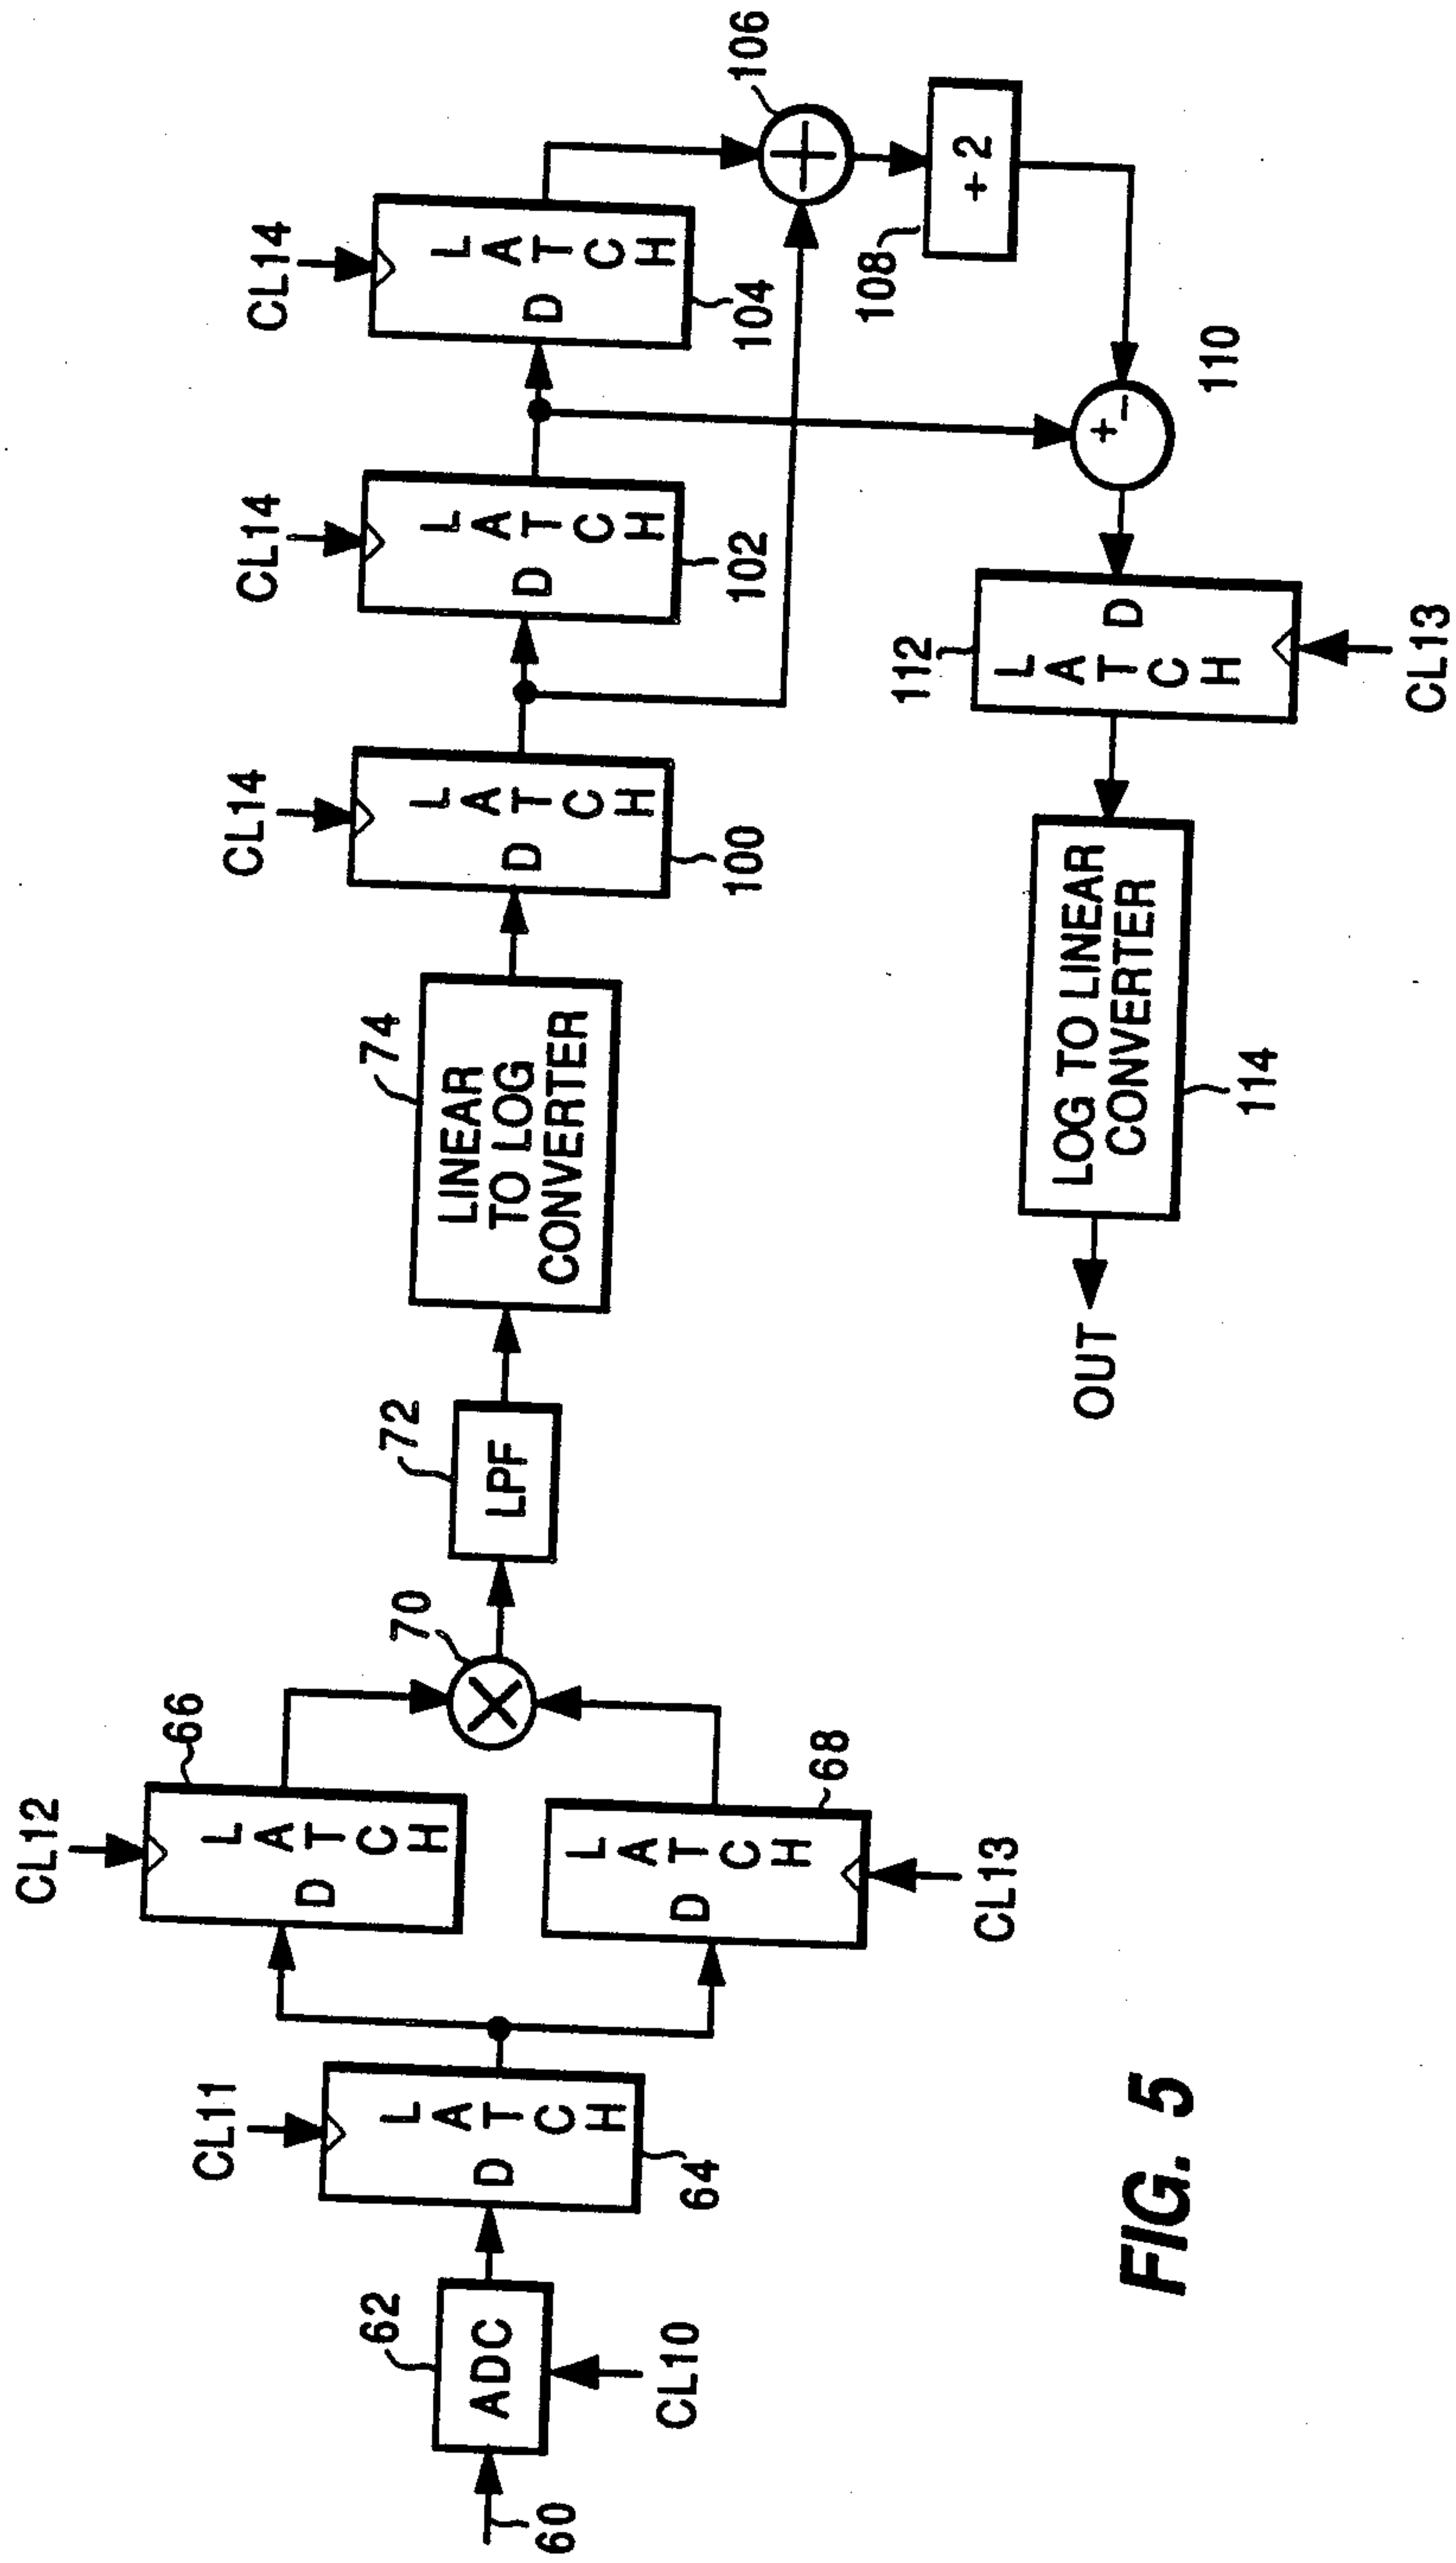 60
ADC
62
CL10
D LATCH
CL11
64
D LATCH
CL12
66
D LATCH
CL13
68
70
LPF
72
LINEAR
TO LOG
CONVERTER
74
D LATCH
CL14
100
D LATCH
CL14
102
D LATCH
CL14
104
+
106
+ 2
108
+
−
110
D LATCH
CL13
112
LOG TO LINEAR
CONVERTER
114
OUT
FIG. 5